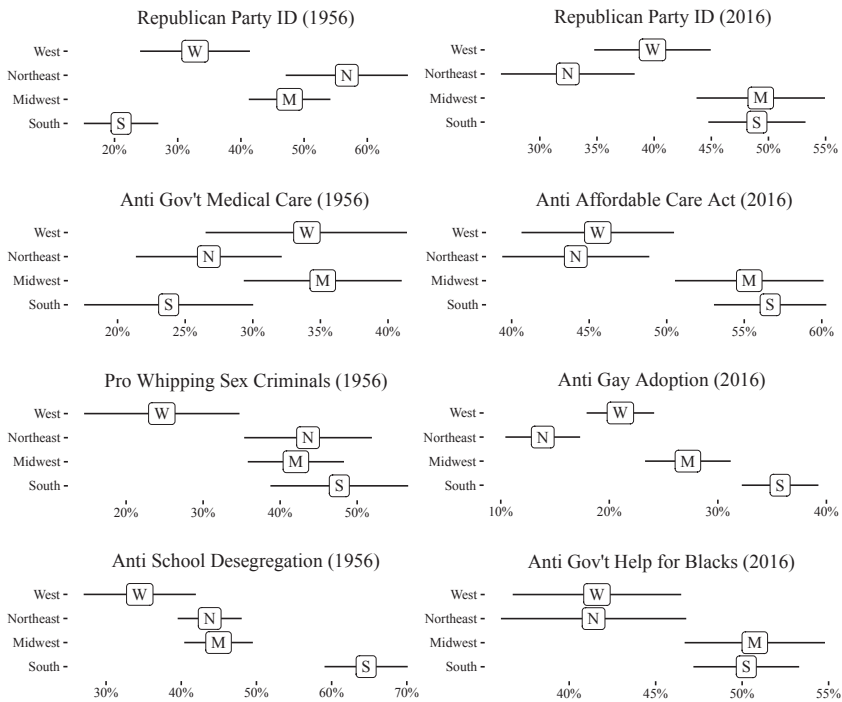 Republican Party ID (1956)
West
W
Northeast
N
Midwest
M
South
S
20% 30% 40% 50% 60%
Republican Party ID (2016)
West
W
Northeast
N
Midwest
M
South
S
30% 35% 40% 45% 50% 55%
Anti Gov't Medical Care (1956)
West
W
Northeast
N
Midwest
M
South
S
20% 25% 30% 35% 40%
Anti Affordable Care Act (2016)
West
W
Northeast
N
Midwest
M
South
S
40% 45% 50% 55% 60%
Pro Whipping Sex Criminals (1956)
West
W
Northeast
N
Midwest
M
South
S
20% 30% 40% 50%
Anti Gay Adoption (2016)
West
W
Northeast
N
Midwest
M
South
S
10% 20% 30% 40%
Anti School Desegregation (1956)
West
W
Northeast
N
Midwest
M
South
S
30% 40% 50% 60% 70%
Anti Gov't Help for Blacks (2016)
West
W
Northeast
N
Midwest
M
South
S
40% 45% 50% 55%